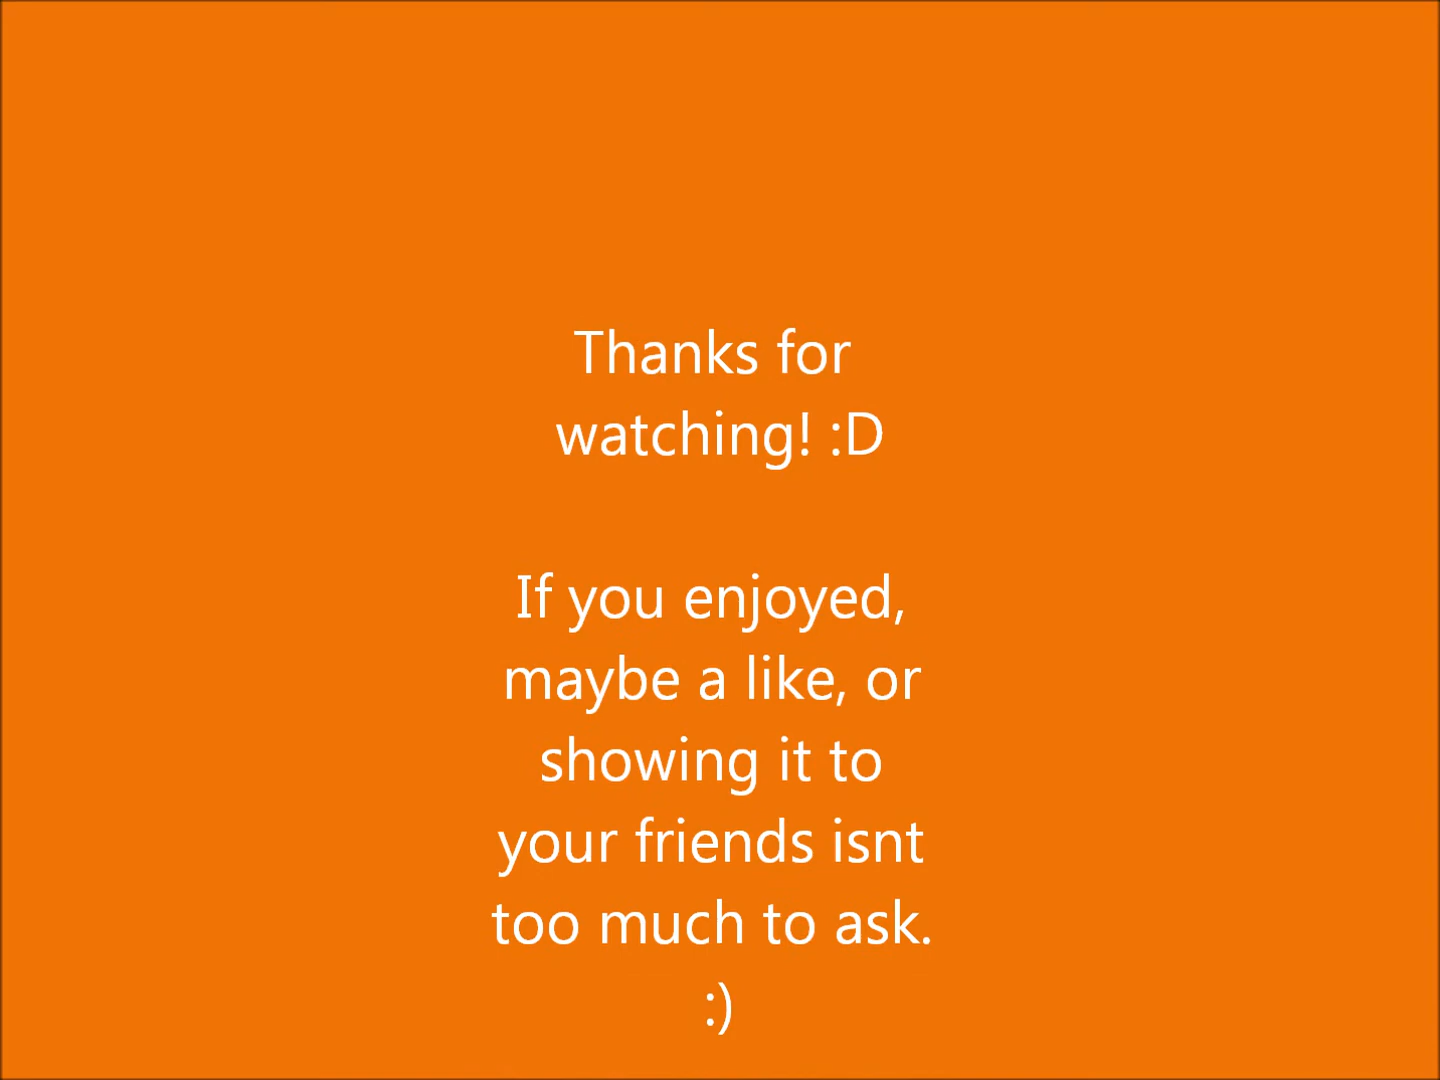 Thanks for
watching! :D
If you enjoyed,
maybe a like, or
showing it to
your friends isnt
too much to ask.
:)